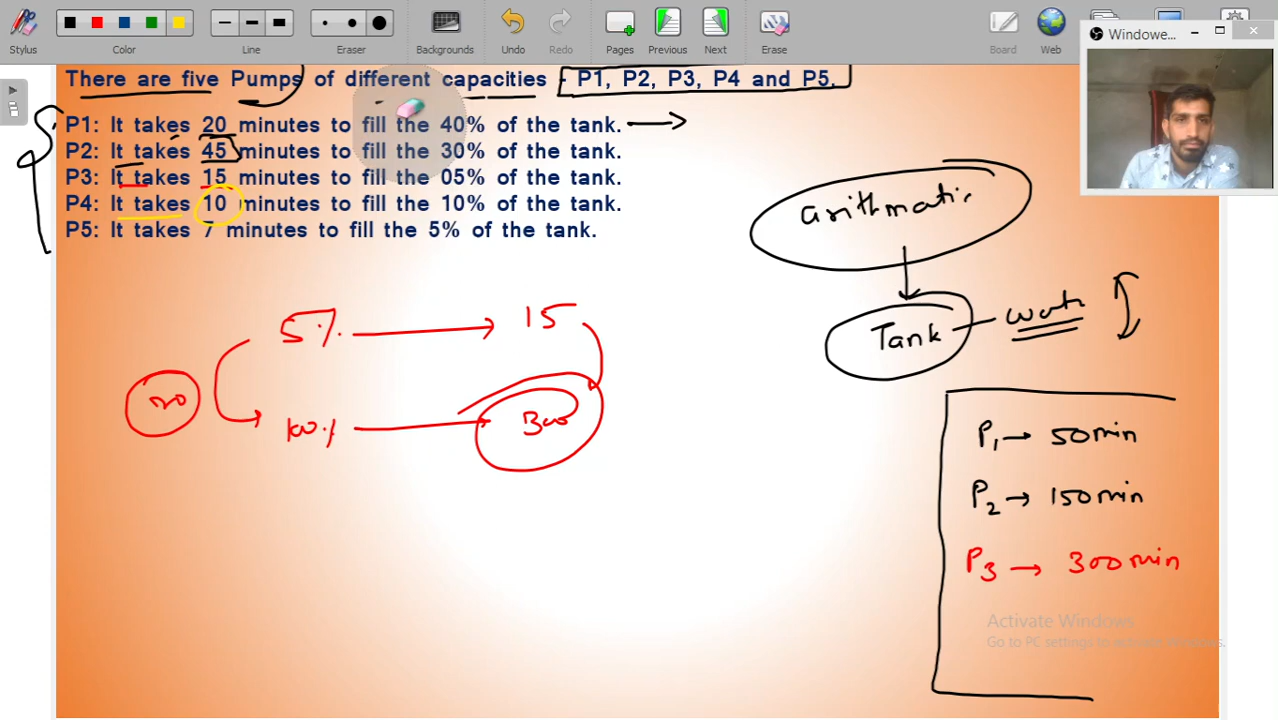 Stylus
Color
Line
Eraser
Backgrounds
Undo
Redo
Pages
Previous
Next
Erase
Board
Web
Windowe...
There are five Pumps of different capacities - P1, P2, P3, P4 and P5.
P1: It takes 20 minutes to fill the 40% of the tank.
P2: It takes 45 minutes to fill the 30% of the tank.
P3: It takes 15 minutes to fill the 05% of the tank.
P4: It takes 10 minutes to fill the 10% of the tank.
P5: It takes 7 minutes to fill the 5% of the tank.
arithmatic
Tank
5% 15
20
100% 300
P1 → 50min
P2 → 150min
P3 → 300min
Activate Windows
Go to PC settings to activate Windows.